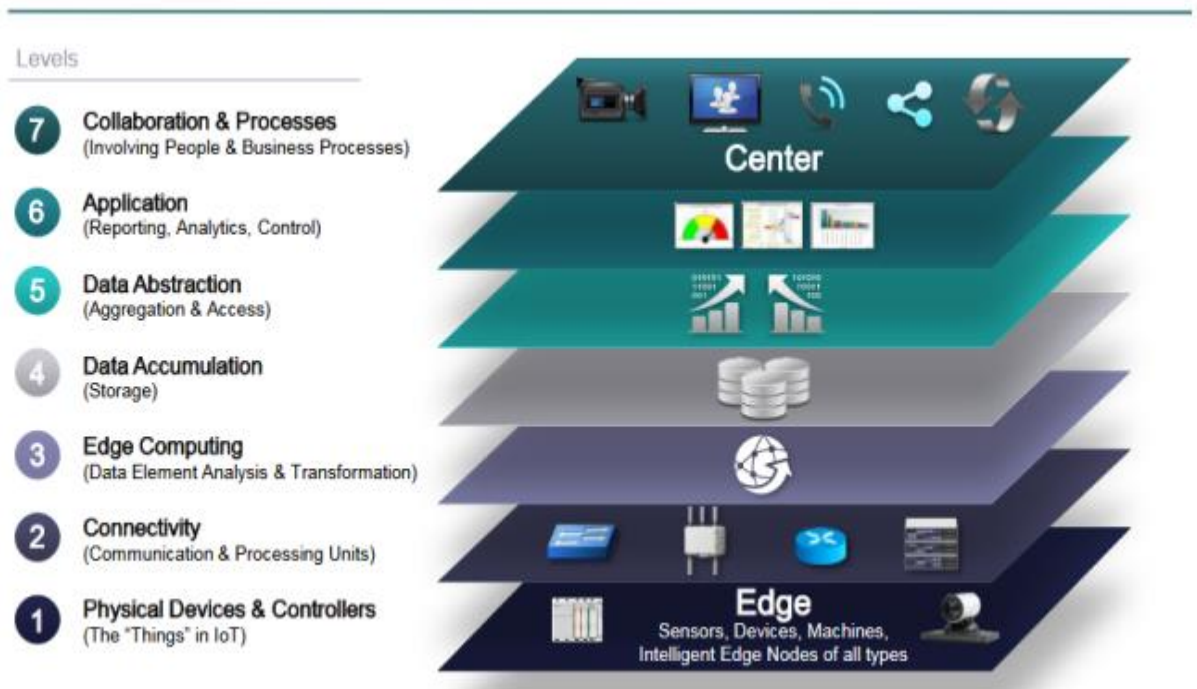 Levels
7
Collaboration & Processes
(Involving People & Business Processes)
6
Application
(Reporting, Analytics, Control)
5
Data Abstraction
(Aggregation & Access)
4
Data Accumulation
(Storage)
3
Edge Computing
(Data Element Analysis & Transformation)
2
Connectivity
(Communication & Processing Units)
1
Physical Devices & Controllers
(The "Things" in IoT)
Center
Edge
Sensors, Devices, Machines,
Intelligent Edge Nodes of all types